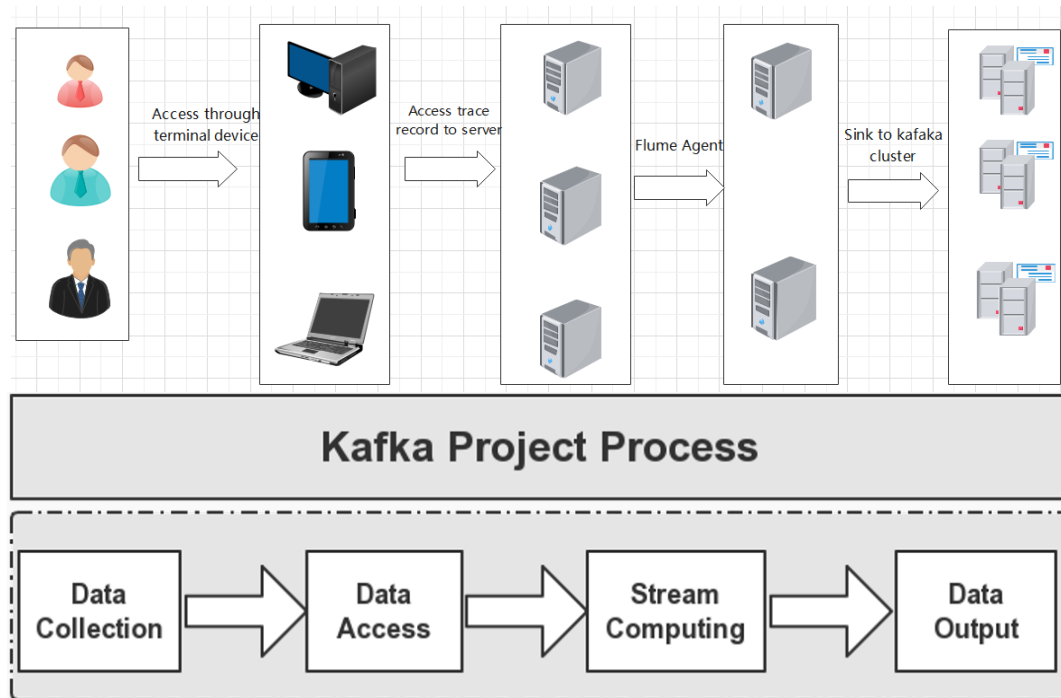 Access through
terminal device
Access trace
record to server
Flume Agent
Sink to kafaka
cluster
Kafka Project Process
Data
Collection
Data
Access
Stream
Computing
Data
Output